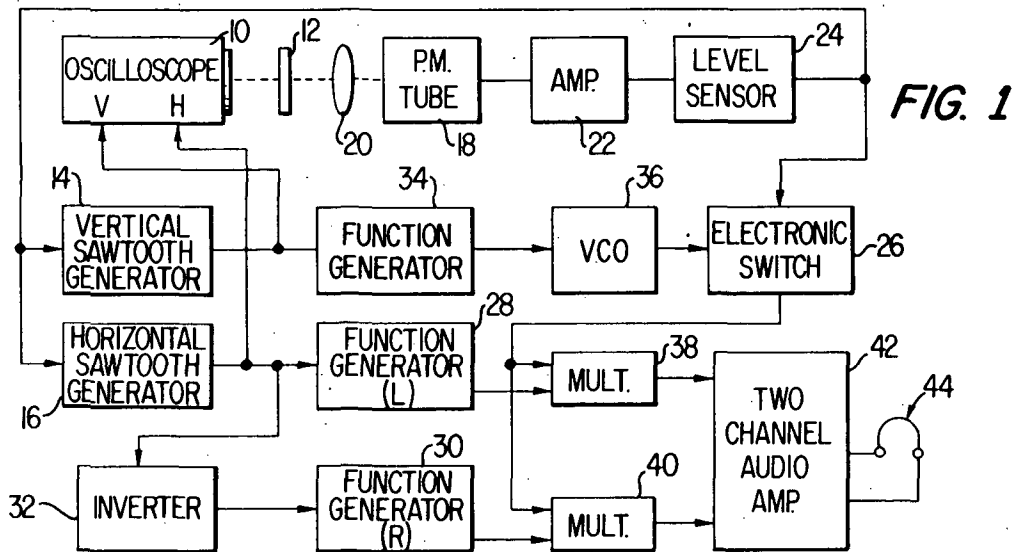 10
12
24
OSCILLOSCOPE
V H
20
P.M.
TUBE
18
AMP.
22
LEVEL
SENSOR
FIG. 1
14
VERTICAL
SAWTOOTH
GENERATOR
34
FUNCTION
GENERATOR
36
V.C.O
ELECTRONIC
SWITCH
26
HORIZONTAL
SAWTOOTH
GENERATOR
16
28
FUNCTION
GENERATOR
(L)
38
MULT.
42
TWO
CHANNEL
AUDIO
AMP.
44
32
INVERTER
30
FUNCTION
GENERATOR
(R)
40
MULT.